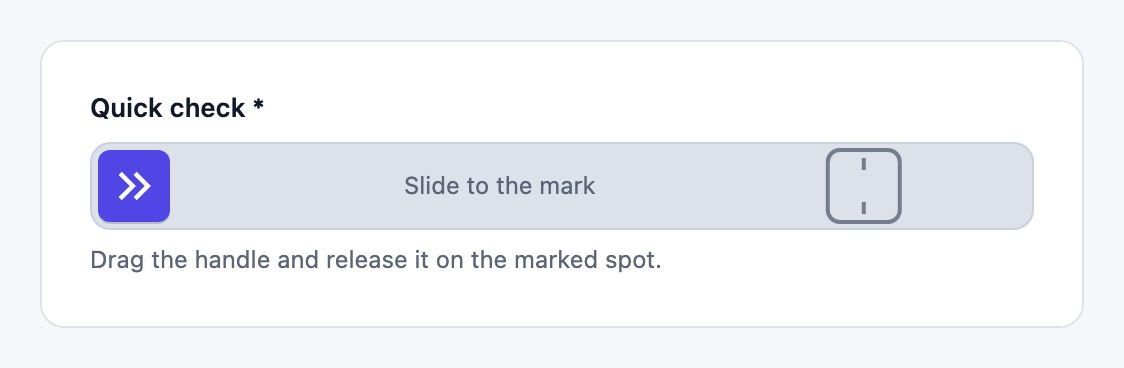 Quick check *
Slide to the mark
Drag the handle and release it on the marked spot.